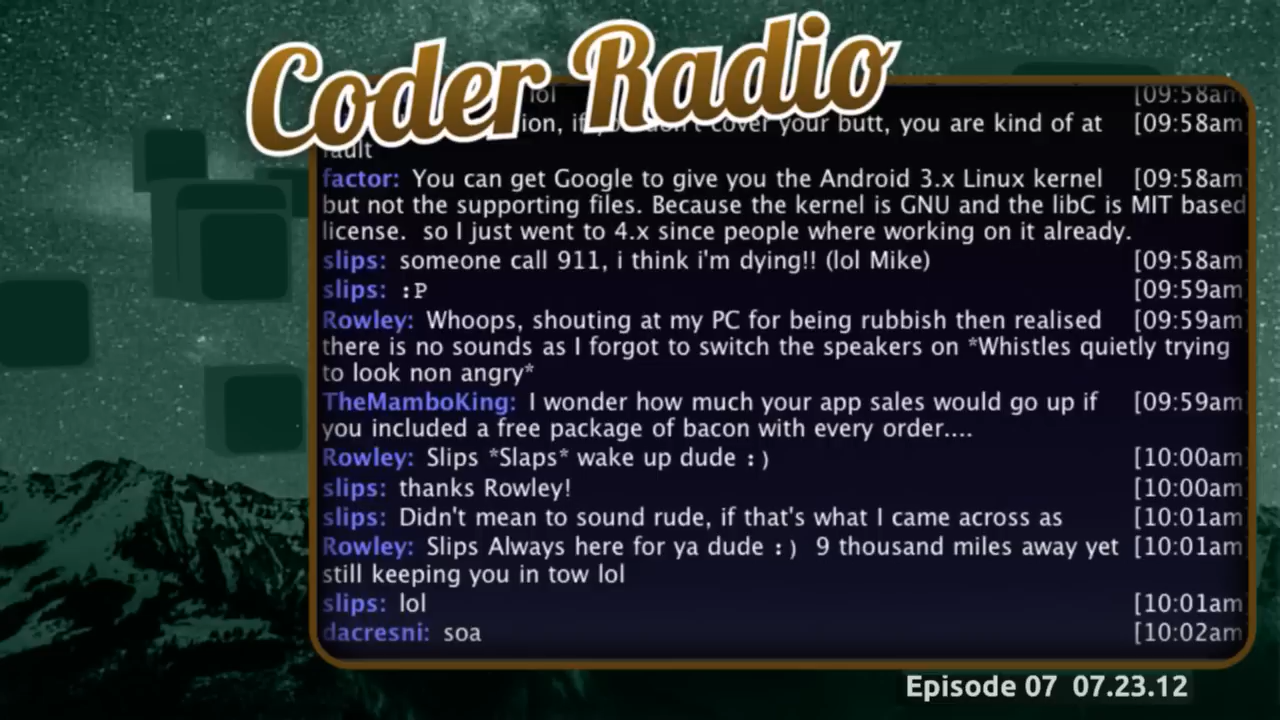 Coder Radio
lol [09:58am
you don't cover your butt, you are kind of at [09:58am
fault
factor: You can get Google to give you the Android 3.x Linux kernel [09:58am
but not the supporting files. Because the kernel is GNU and the libC is MIT based
license. so I just went to 4.x since people where working on it already.
slips: someone call 911, i think i'm dying!! (lol Mike) [09:58am
slips: :P [09:59am
Rowley: Whoops, shouting at my PC for being rubbish then realised [09:59am
there is no sounds as I forgot to switch the speakers on *Whistles quietly trying
to look non angry*
TheMamboKing: I wonder how much your app sales would go up if [09:59am
you included a free package of bacon with every order....
Rowley: Slips *Slaps* wake up dude :) [10:00am
slips: thanks Rowley! [10:00am
slips: Didn't mean to sound rude, if that's what I came across as [10:01am
Rowley: Slips Always here for ya dude :) 9 thousand miles away yet [10:01am
still keeping you in tow lol
slips: lol [10:01am
dacresni: soa [10:02am
Episode 07 07.23.12